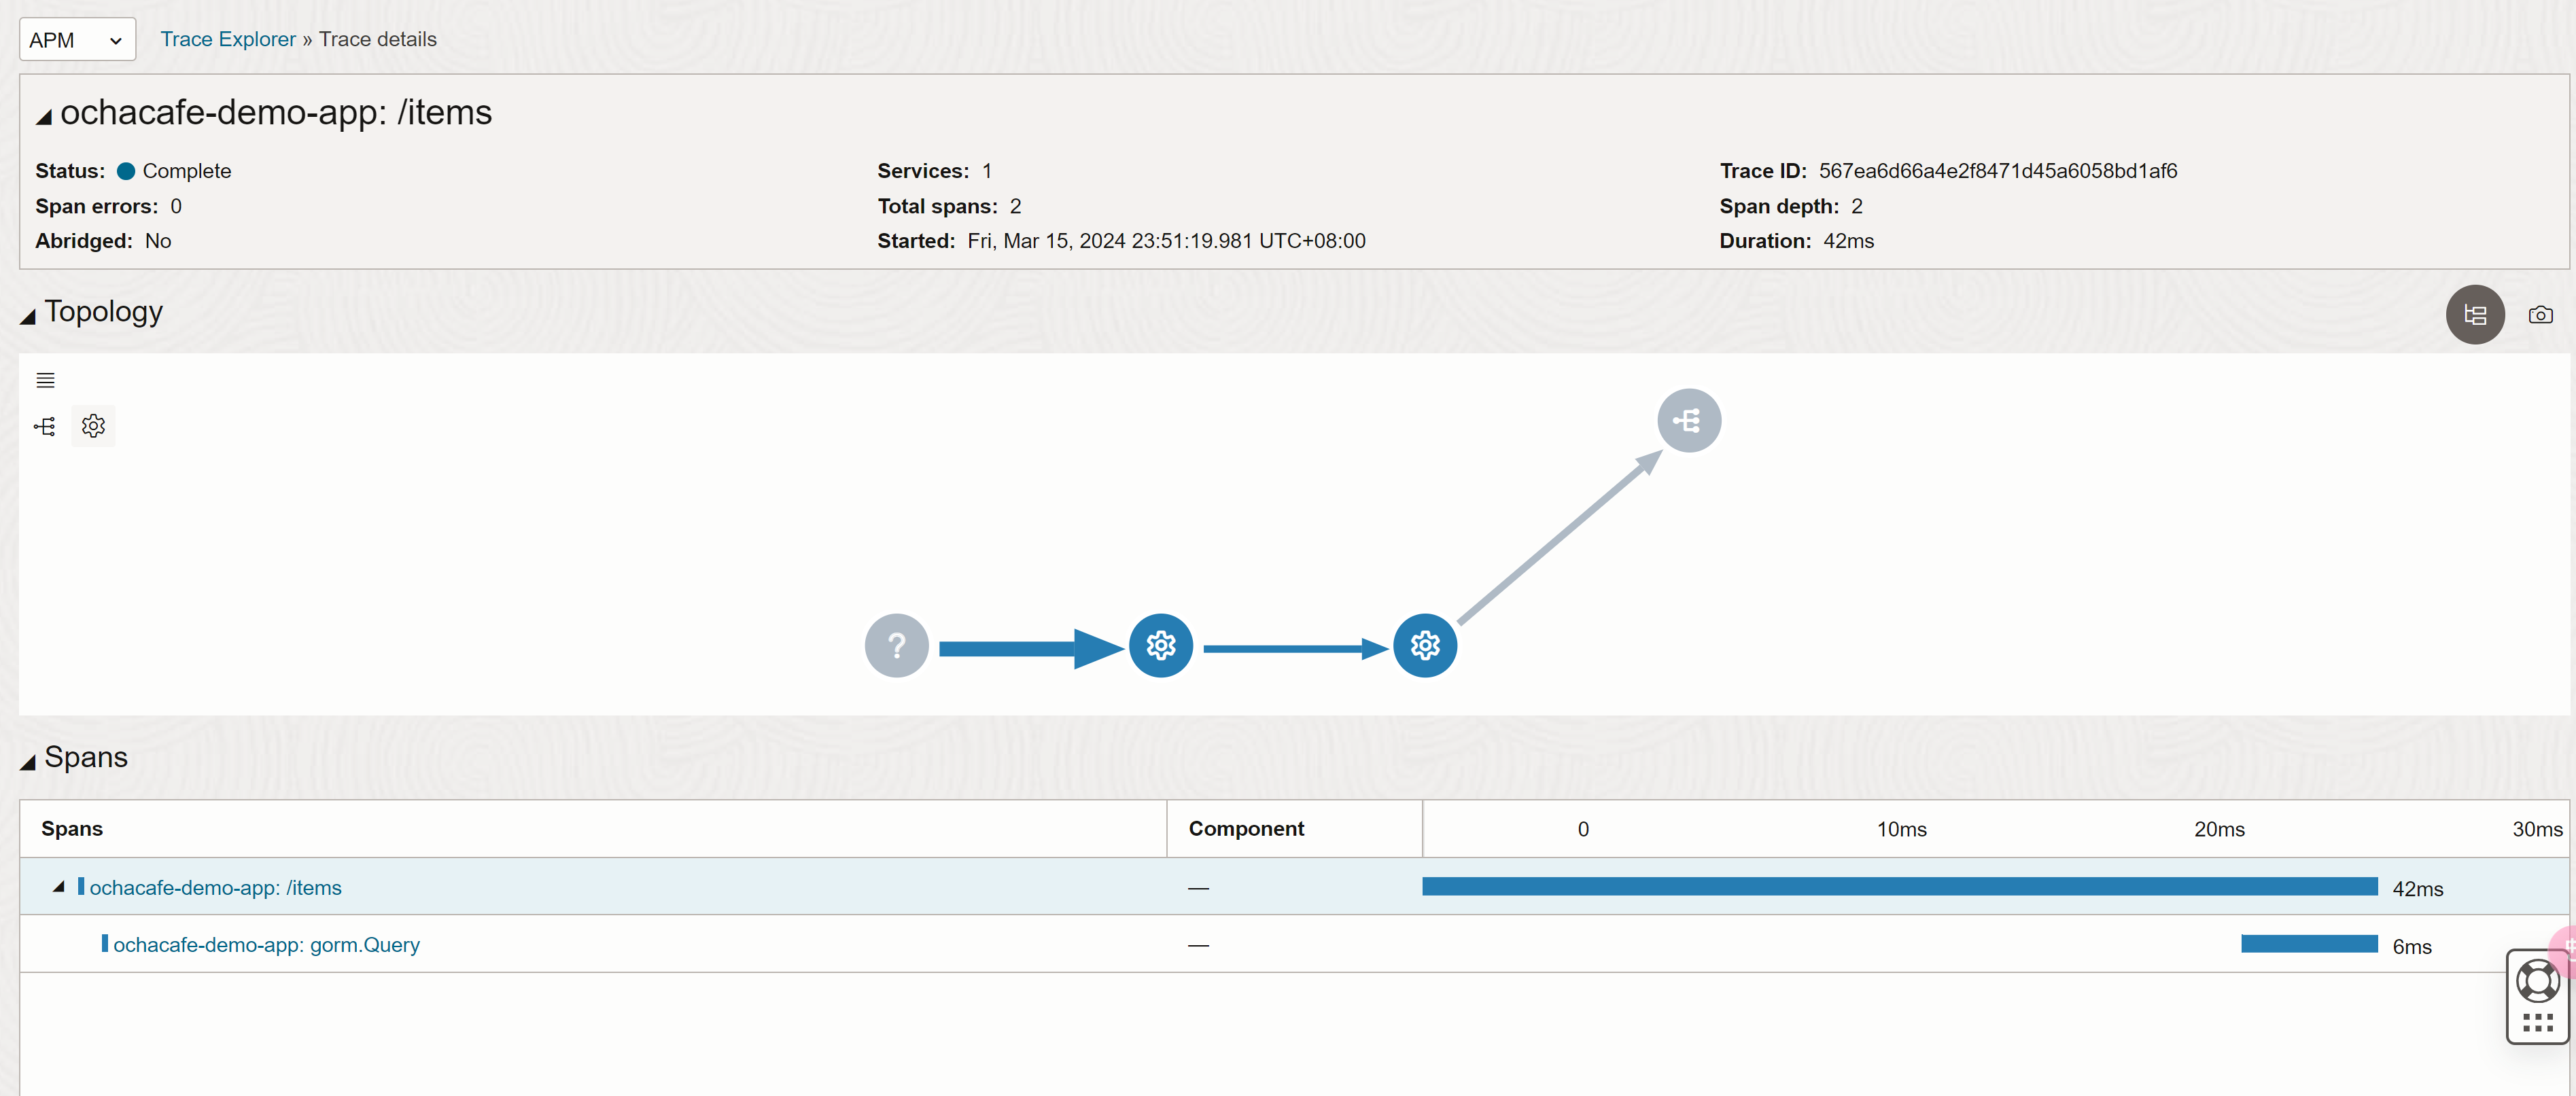 APM
Trace Explorer » Trace details
ochacafe-demo-app: /items
Status: Complete
Services: 1
Trace ID: 567ea6d66a4e2f8471d45a6058bd1af6
Span errors: 0
Total spans: 2
Span depth: 2
Abridged: No
Started: Fri, Mar 15, 2024 23:51:19.981 UTC+08:00
Duration: 42ms
Topology
?
Spans
Spans
Component
0
10ms
20ms
30ms
ochacafe-demo-app: /items
—
42ms
ochacafe-demo-app: gorm.Query
—
6ms